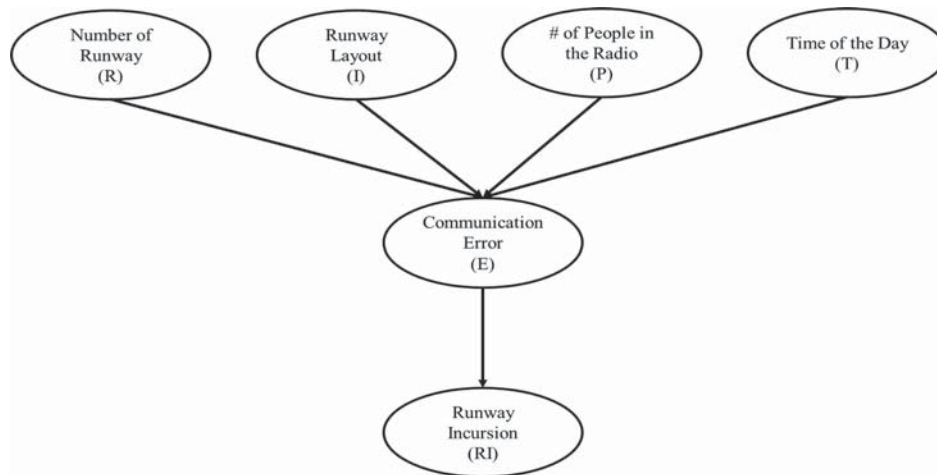 Number of
Runway
(R)
Runway
Layout
(I)
# of People in
the Radio
(P)
Time of the Day
(T)
Communication
Error
(E)
Runway
Incursion
(RI)